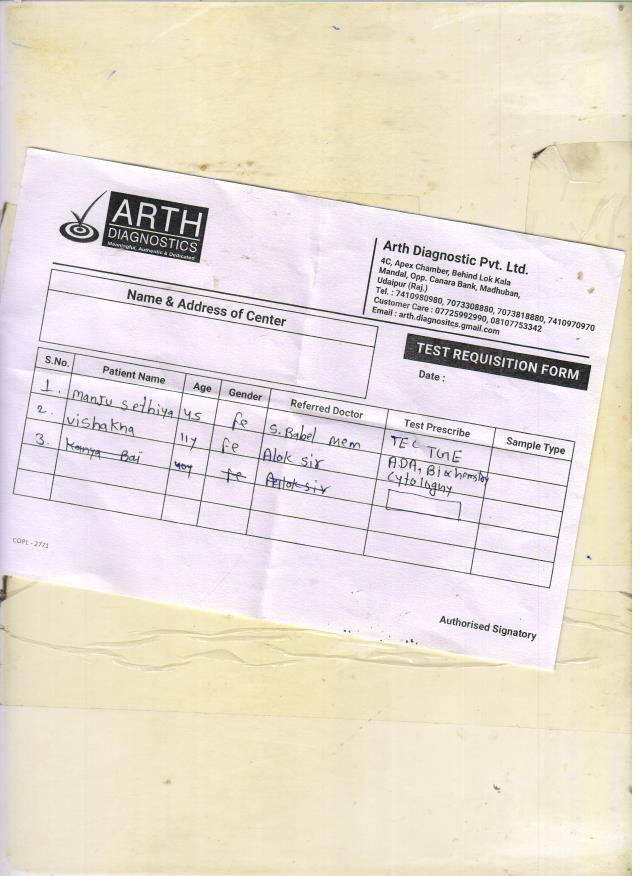 ARTH
DIAGNOSTICS
Meaningful, Authentic & Dedicated
Arth Diagnostic Pvt. Ltd.
4C, Apex Chamber, Behind Lok Kala
Mandal, Opp. Canara Bank, Madhuban,
Udaipur (Raj.)
Tel. : 7410980980, 7073308880, 7073818880, 7410970970
Customer Care : 07725992990, 08107753342
Email : arth.diagnositcs.gmail.com
Name & Address of Center
TEST REQUISITION FORM
Date :
S.No. Patient Name Age Gender Referred Doctor Test Prescribe Sample Type
1. Manju Sethiya 45 fe S. Babel mem TEC TGE
2. vishakha 11y fe Alok sir ADA, Biochemistry
Cytology
3. Kanya Bai 40y fe Alok sir
CDPL - 2771
Authorised Signatory